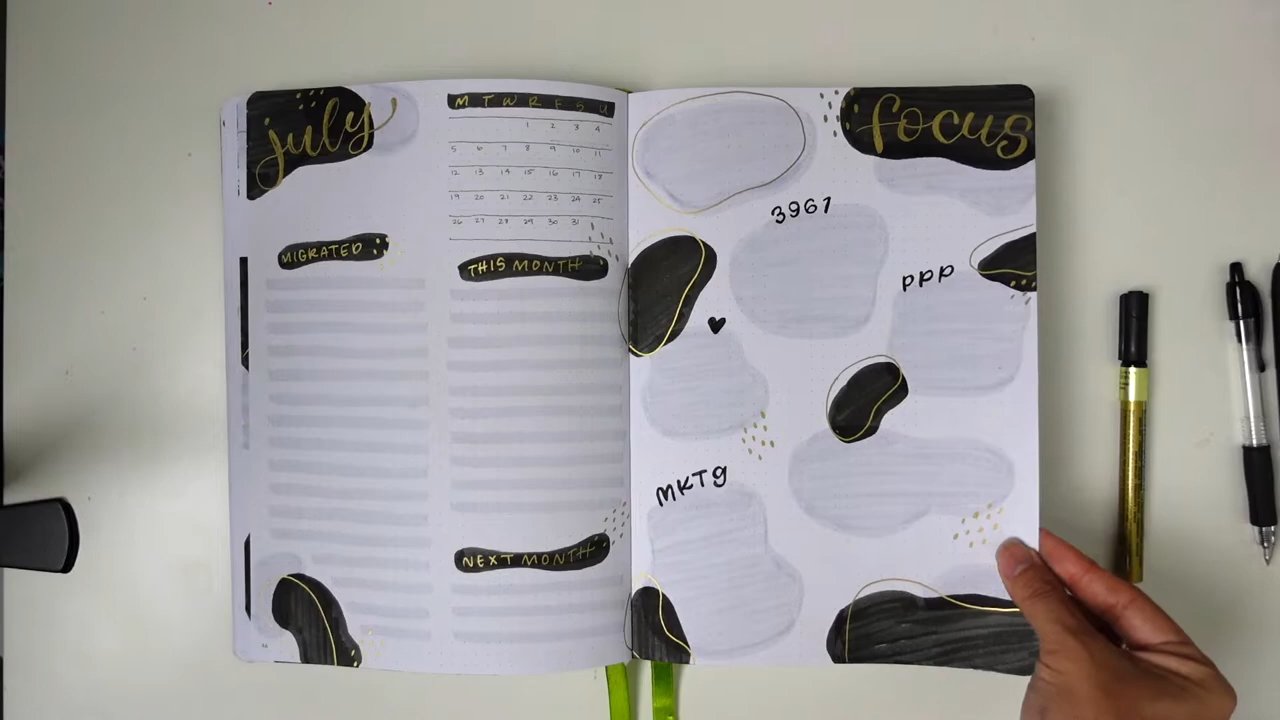 july
M T W R F S U
1 2 3 4
5 6 7 8 9 10 11
12 13 14 15 16 17 18
19 20 21 22 23 24 25
26 27 28 29 30 31
MIGRATED
THIS MONTH
NEXT MONTH
focus
3961
PPP
♥
MKTg